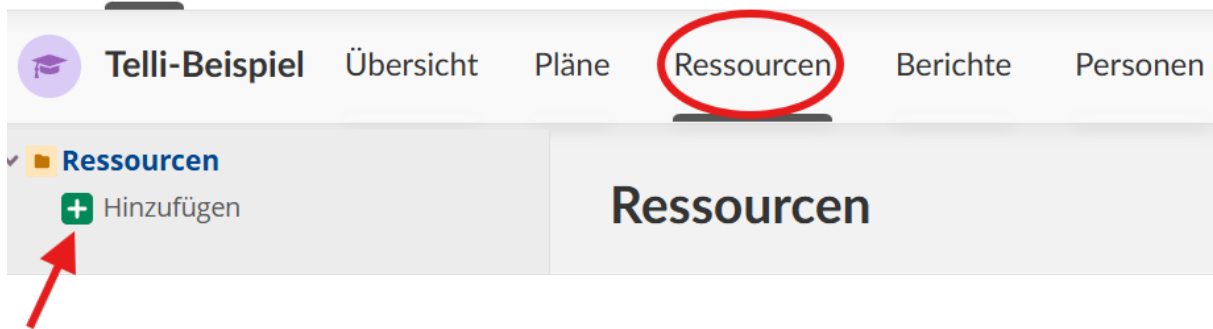 Telli-Beispiel Übersicht Pläne Ressourcen Berichte Personen
Ressourcen
Hinzufügen
Ressourcen